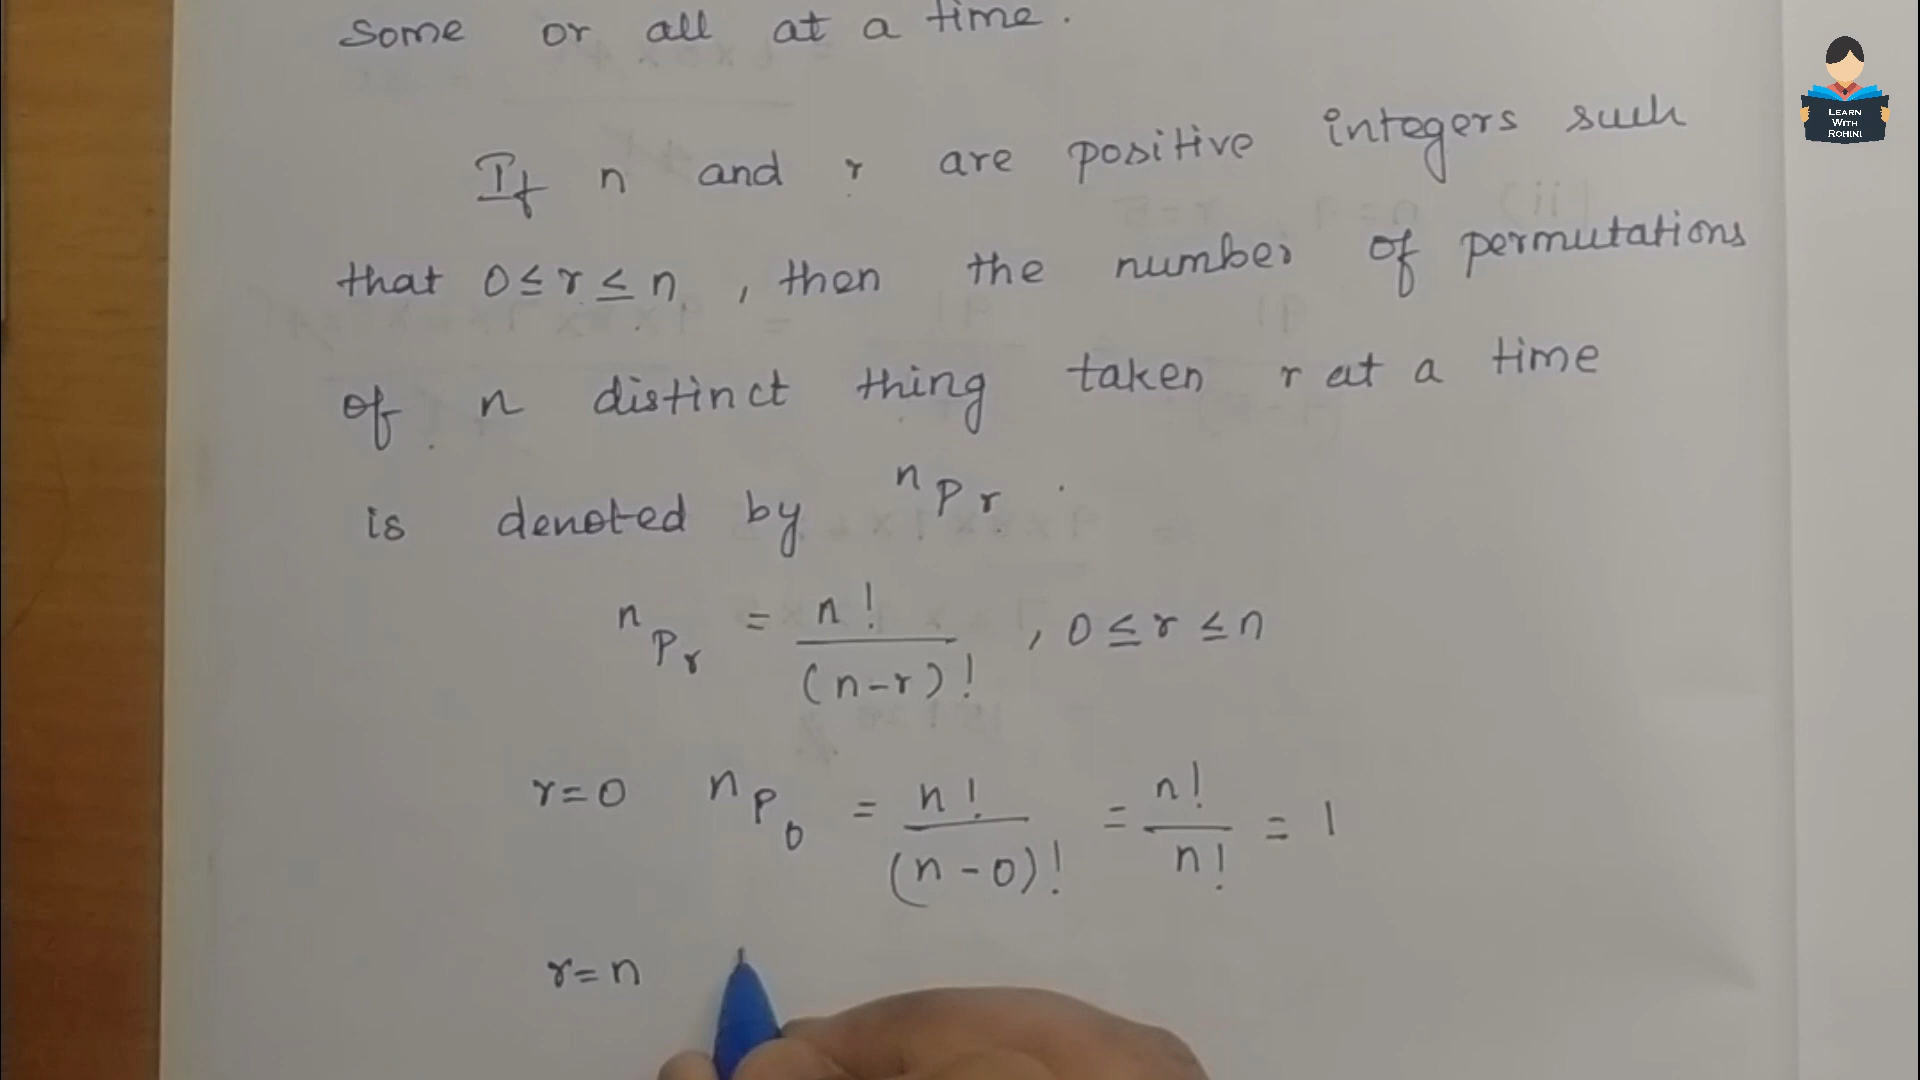 some or all at a time.
If n and r are positive integers such
that 0 ≤ r ≤ n, then the number of permutations
of n distinct thing taken r at a time
is denoted by ⁿPr.
ⁿPr = n! / (n-r)! , 0 ≤ r ≤ n
r=0 ⁿP₀ = n! / (n-0)! = n! / n! = 1
r=n
LEARN
WITH
ROHINI